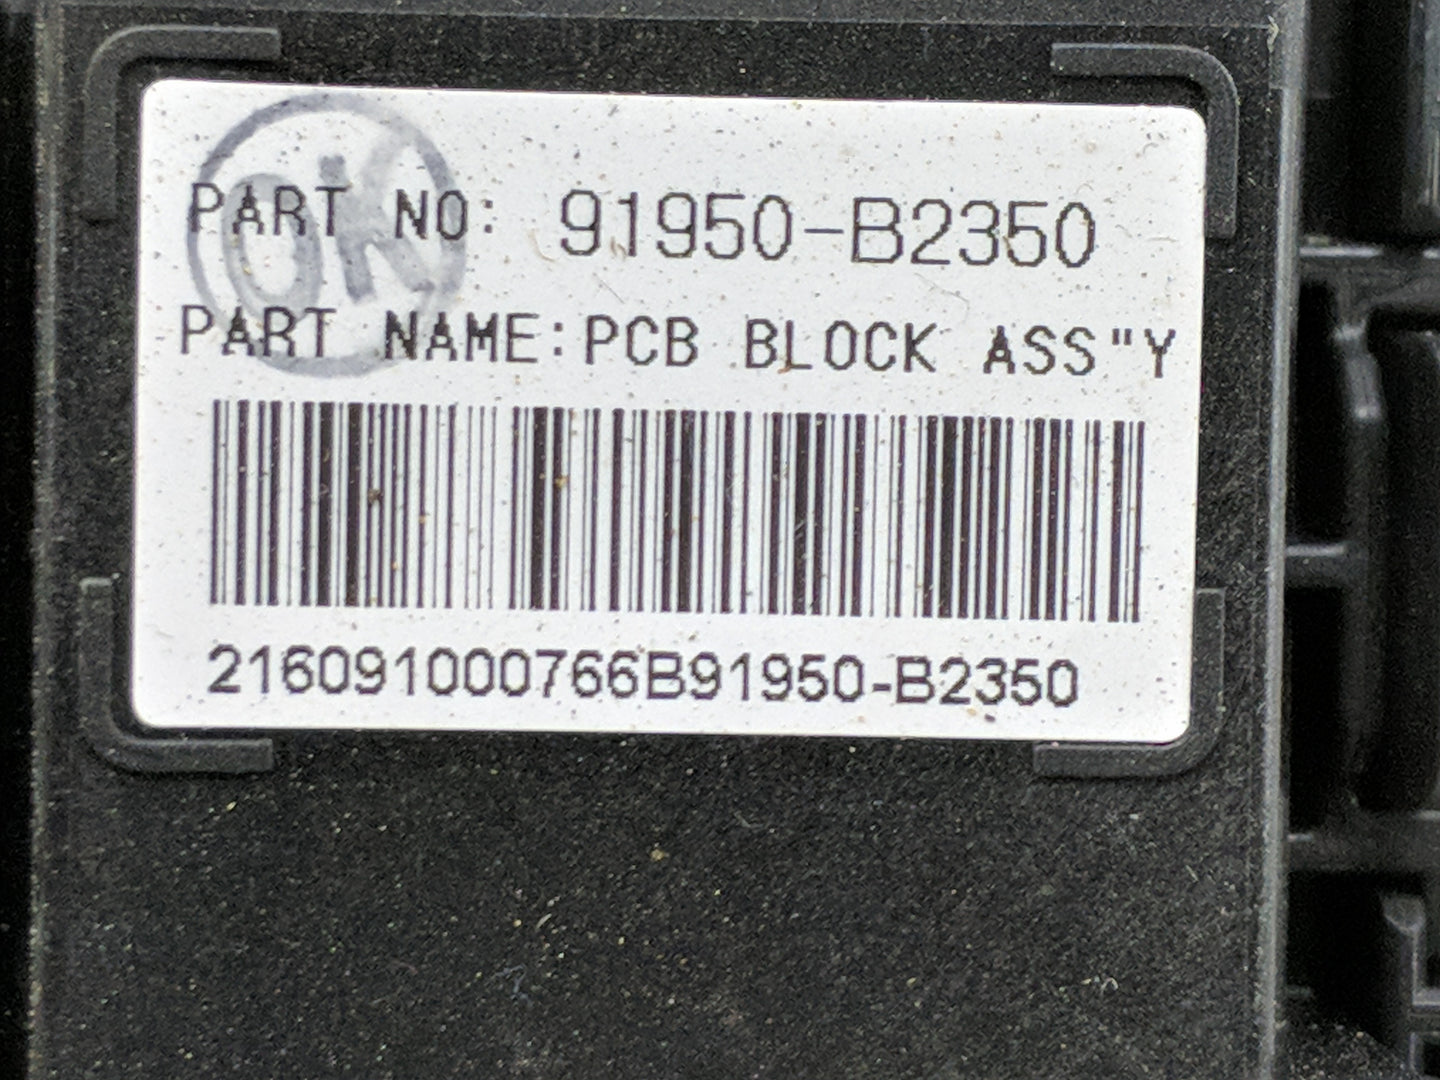 OK
PART NO: 91950-B2350
PART NAME:PCB BLOCK ASS"Y
216091000766B91950-B2350